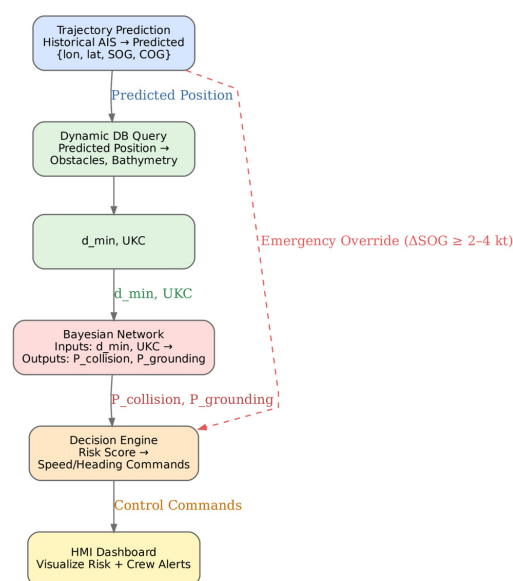 Trajectory Prediction
Historical AIS → Predicted
{lon, lat, SOG, COG}
Predicted Position
Dynamic DB Query
Predicted Position →
Obstacles, Bathymetry
d_min, UKC
Emergency Override (ΔSOG ≥ 2–4 kt)
d_min, UKC
Bayesian Network
Inputs: d_min, UKC →
Outputs: P_collision, P_grounding
P_collision, P_grounding
Decision Engine
Risk Score →
Speed/Heading Commands
Control Commands
HMI Dashboard
Visualize Risk + Crew Alerts